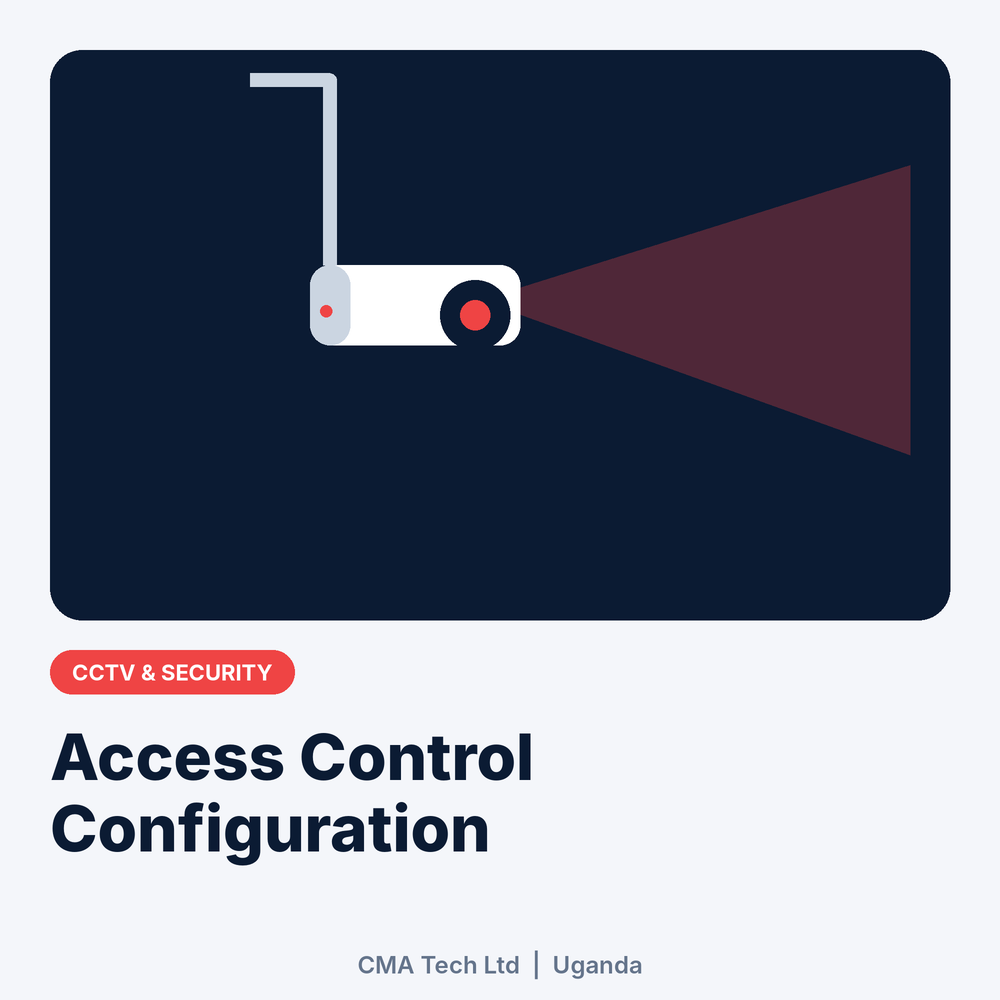 CCTV & SECURITY
Access Control
Configuration
CMA Tech Ltd | Uganda